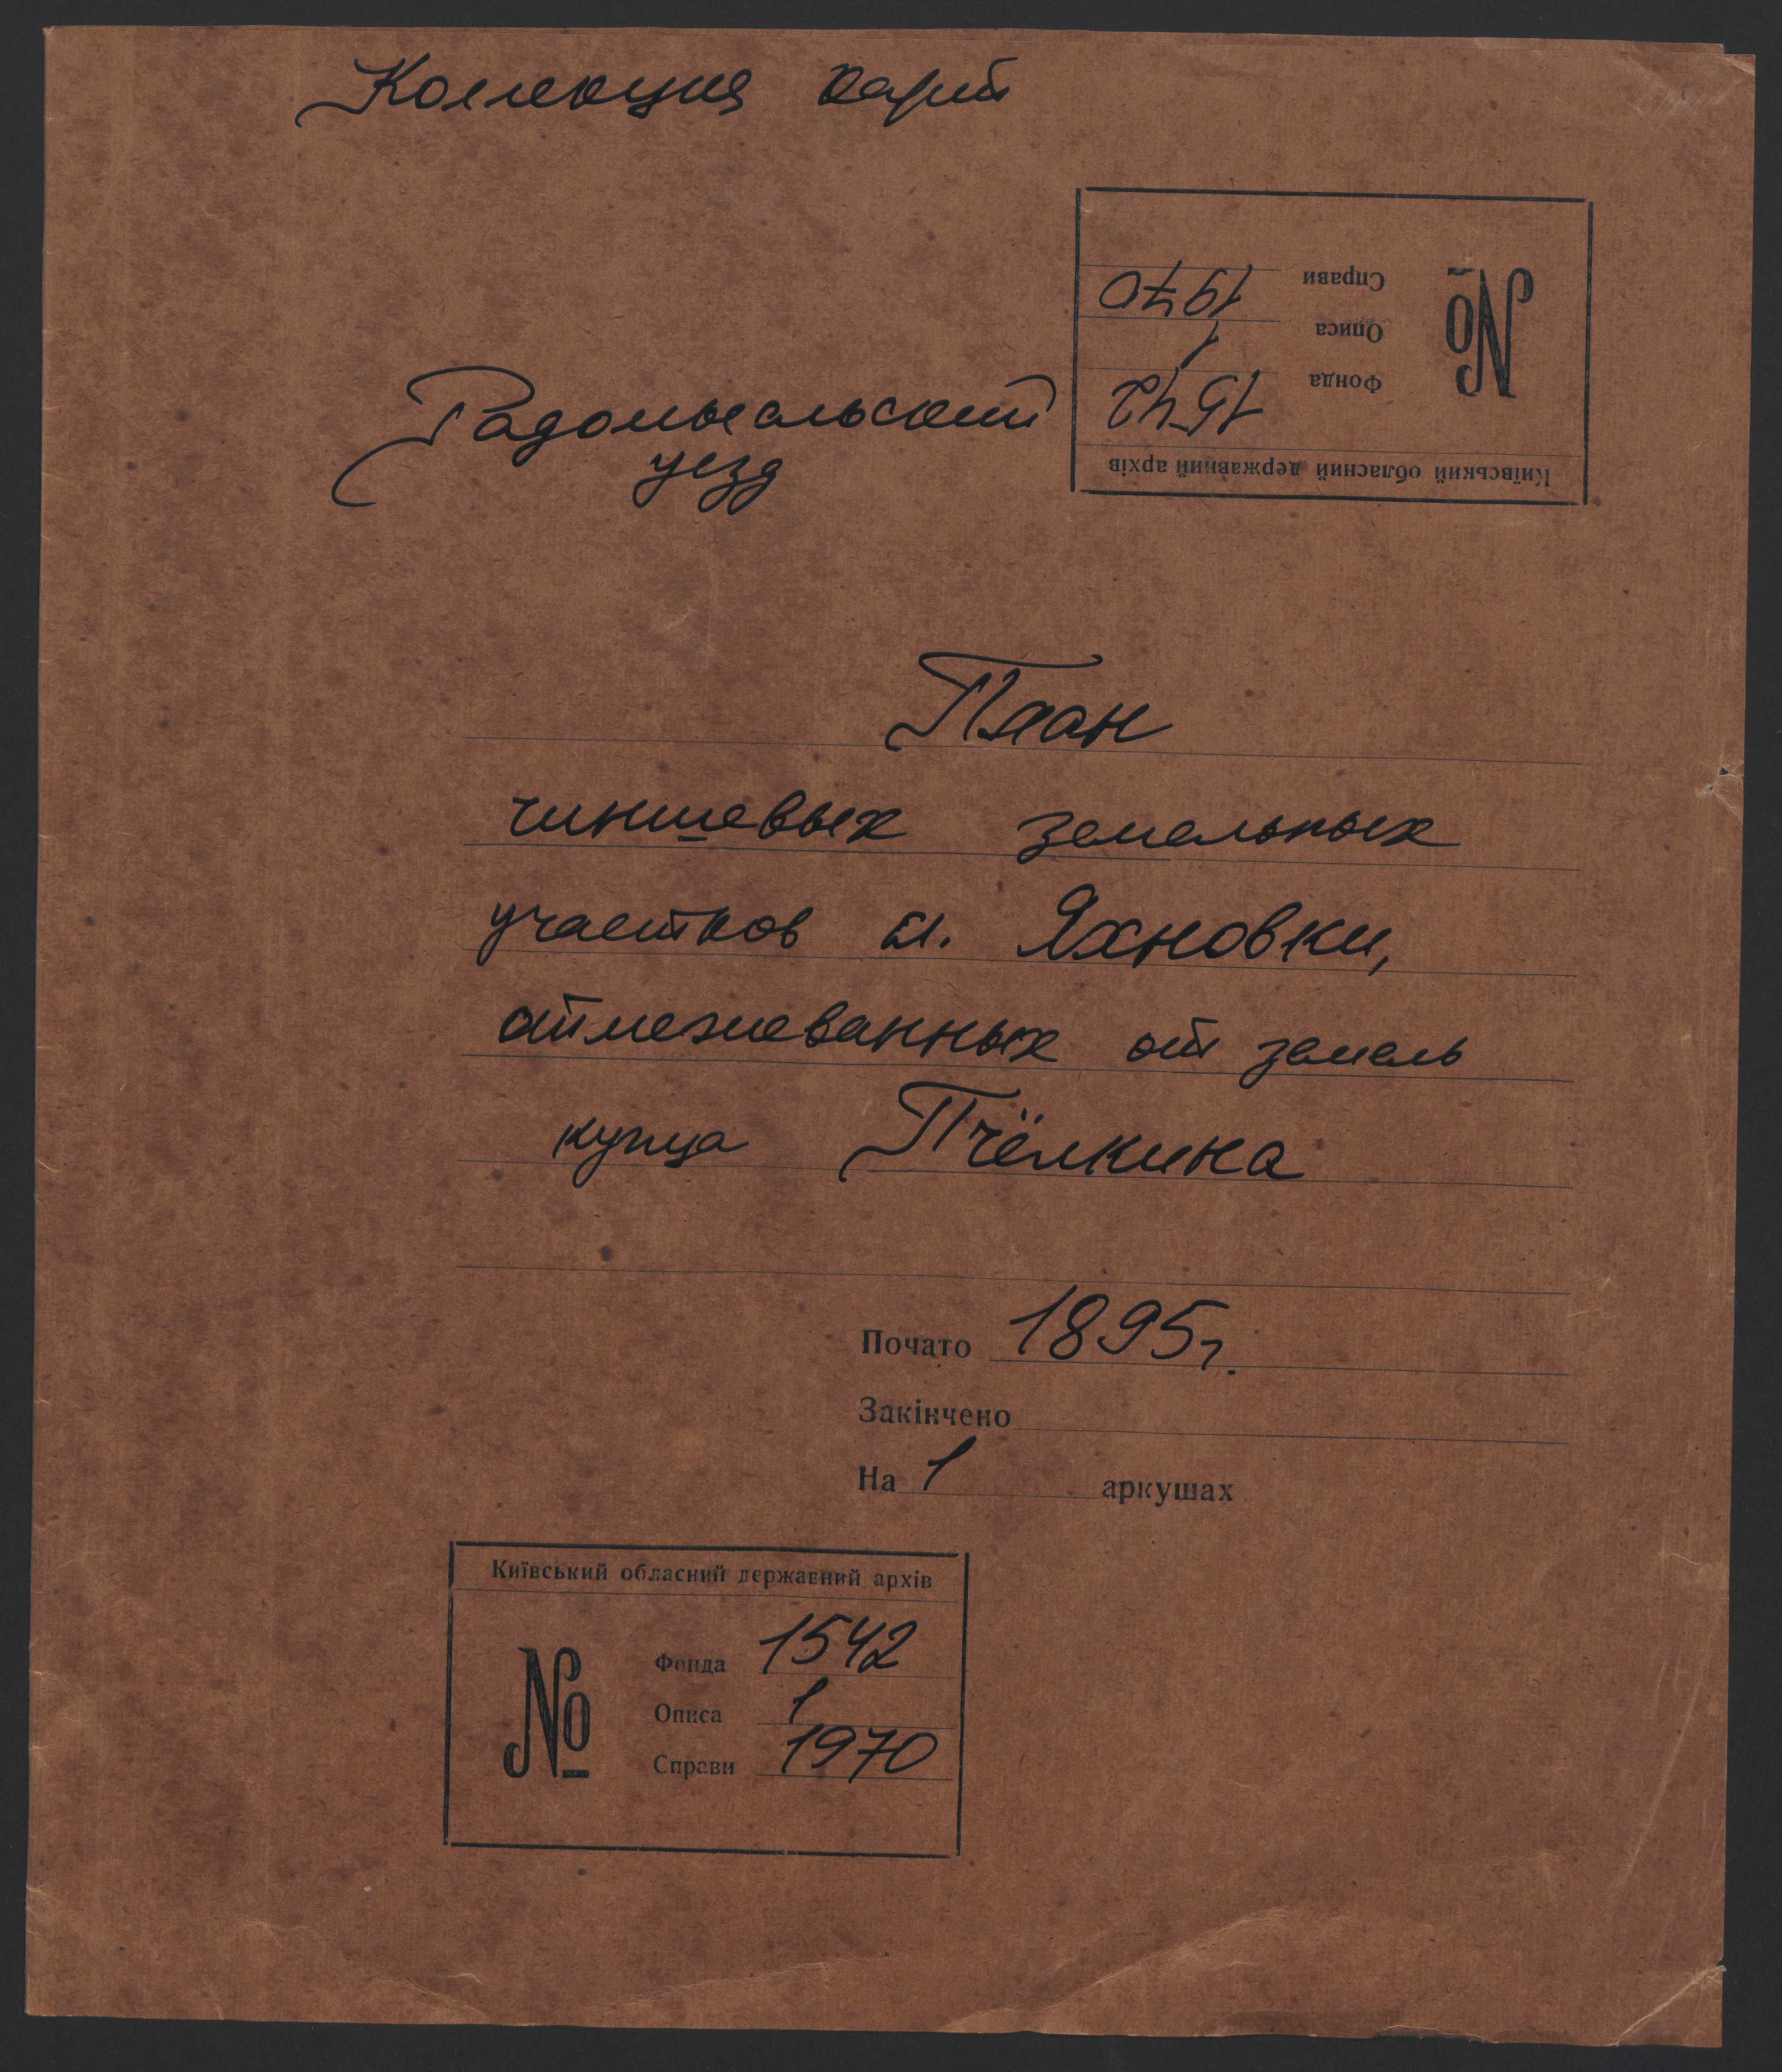 Коллекция карт
Київський обласний державний архів
№
Фонда 1542
Описа 1
Справи 1970
Радомысльский
уезд
План
чиншевых земельных
участков сл. Яхновки,
отмежеванных от земель
купца Пчёлкина
Почато 1895г.
Закінчено
На 1 аркушах
Київський обласний державний архів
№
Фонда 1542
Описа 1
Справи 1970